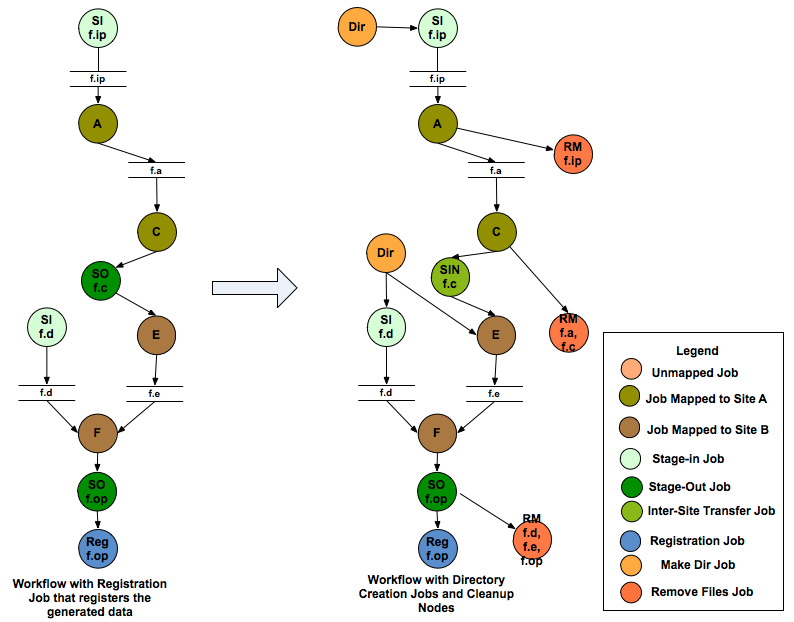 SI
f.ip
f.ip
A
f.a
C
SO
f.c
SI
f.d
E
f.d
f.e
F
SO
f.op
Reg
f.op
Workflow with Registration
Job that registers the
generated data
Dir
SI
f.ip
f.ip
A
RM
f.ip
f.a
C
Dir
SIN
f.c
SI
f.d
E
RM
f.a,
f.c
f.d
f.e
F
SO
f.op
Reg
f.op
RM
f.d,
f.e,
f.op
Workflow with Directory
Creation Jobs and Cleanup
Nodes
Legend
Unmapped Job
Job Mapped to Site A
Job Mapped to Site B
Stage-in Job
Stage-Out Job
Inter-Site Transfer Job
Registration Job
Make Dir Job
Remove Files Job